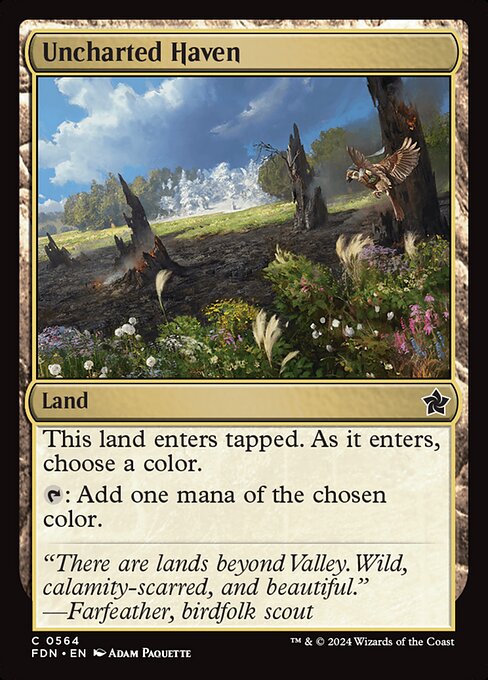 Uncharted Haven
Land
This land enters tapped. As it enters,
choose a color.
: Add one mana of the chosen
color.
“There are lands beyond Valley. Wild,
calamity-scarred, and beautiful.”
—Farfeather, birdfolk scout
C 0564
FDN • EN Adam Paquette
™ & © 2024 Wizards of the Coast